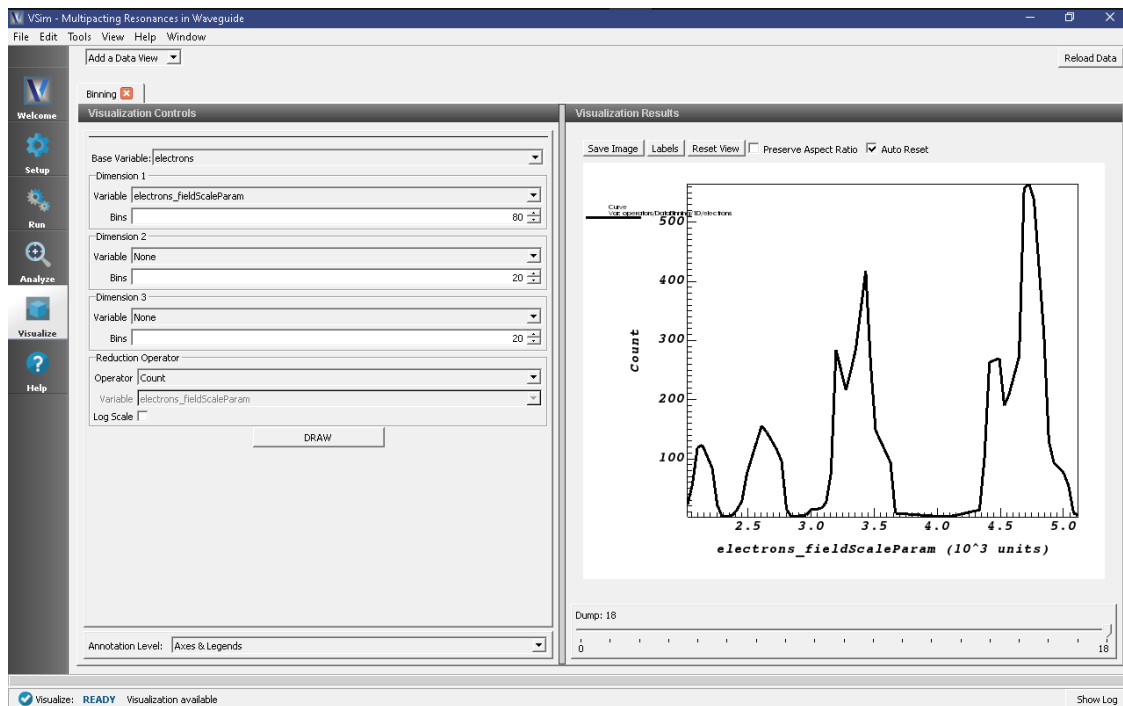 VSim - Multipacting Resonances in Waveguide
File Edit Tools View Help Window
Add a Data View
Reload Data
Welcome
Setup
Run
Analyze
Visualize
Help
Binning
Visualization Controls
Base Variable: electrons
Dimension 1
Variable electrons_fieldScaleParam
Bins 80
Dimension 2
Variable None
Bins 20
Dimension 3
Variable None
Bins 20
Reduction Operator
Operator Count
Variable electrons_fieldScaleParam
Log Scale
DRAW
Annotation Level: Axes & Legends
Visualization Results
Save Image Labels Reset View Preserve Aspect Ratio Auto Reset
Curve
Var: operators/DataBinning/1D/electrons
500
400
300
200
100
Count
2.5 3.0 3.5 4.0 4.5 5.0
electrons_fieldScaleParam (10^3 units)
Dump: 18
0 18
Visualize: READY Visualization available
Show Log